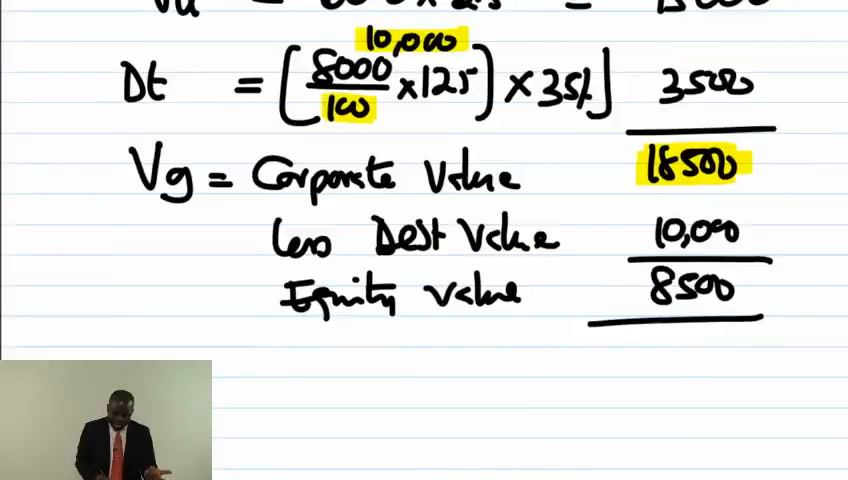 10,000
Dt = [(8000/100 × 125) × 35%] 3500
Vg = Corporate Value 18500
less Debt Value 10,000
Equity Value 8500